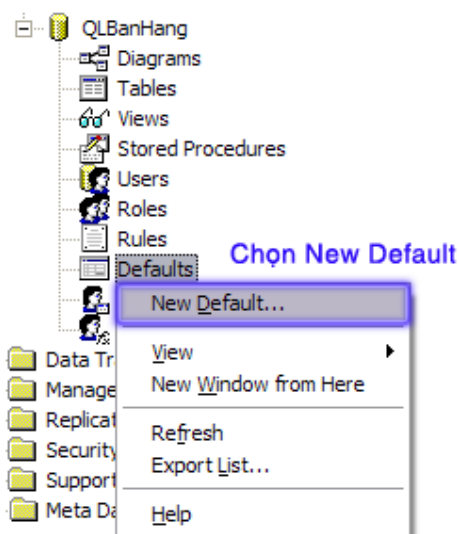 QLBanHang
Diagrams
Tables
Views
Stored Procedures
Users
Roles
Rules
Defaults
Chọn New Default
New Default...
View
New Window from Here
Refresh
Export List...
Help
Data Tr
Manage
Replicat
Security
Support
Meta Da